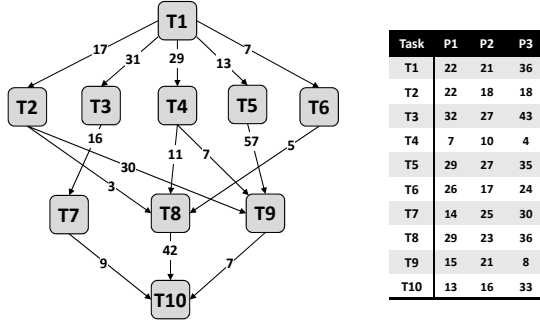 T1
17
31
29
13
7
T2
T3
T4
T5
T6
16
11
7
57
5
30
3
T7
T8
T9
9
42
7
T10
Task P1 P2 P3
T1 22 21 36
T2 22 18 18
T3 32 27 43
T4 7 10 4
T5 29 27 35
T6 26 17 24
T7 14 25 30
T8 29 23 36
T9 15 21 8
T10 13 16 33